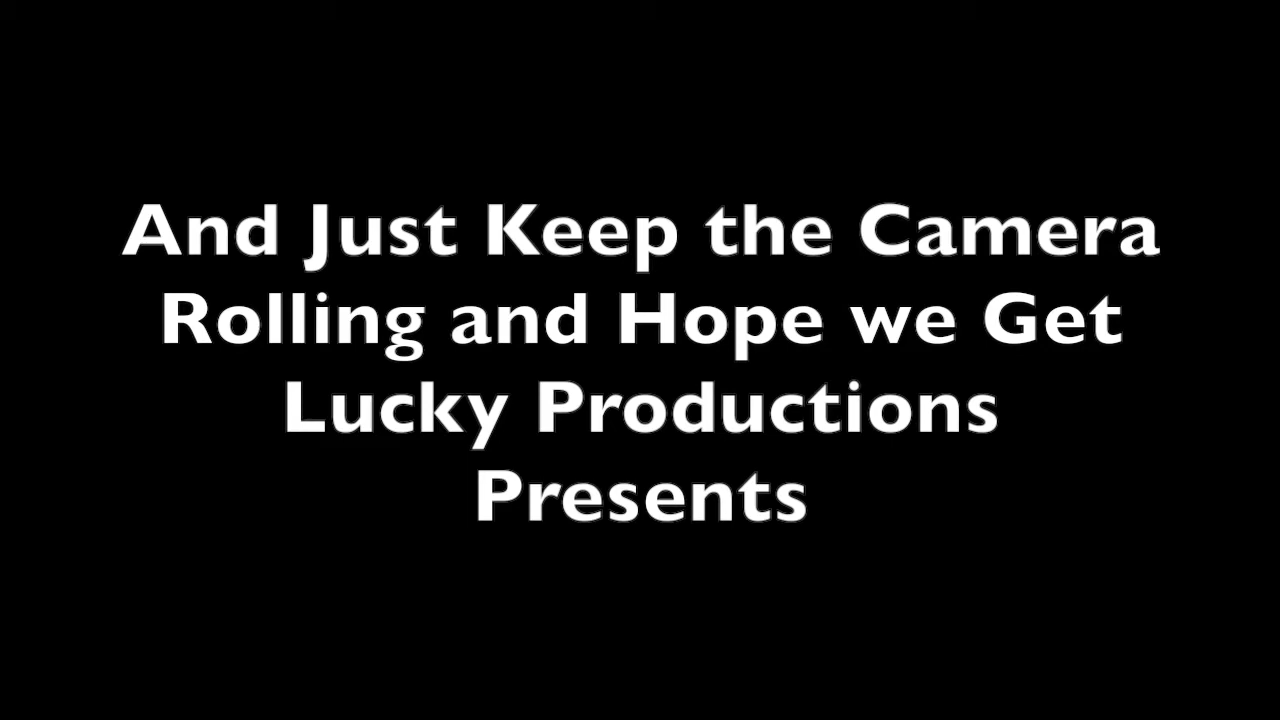 And Just Keep the Camera
Rolling and Hope we Get
Lucky Productions
Presents